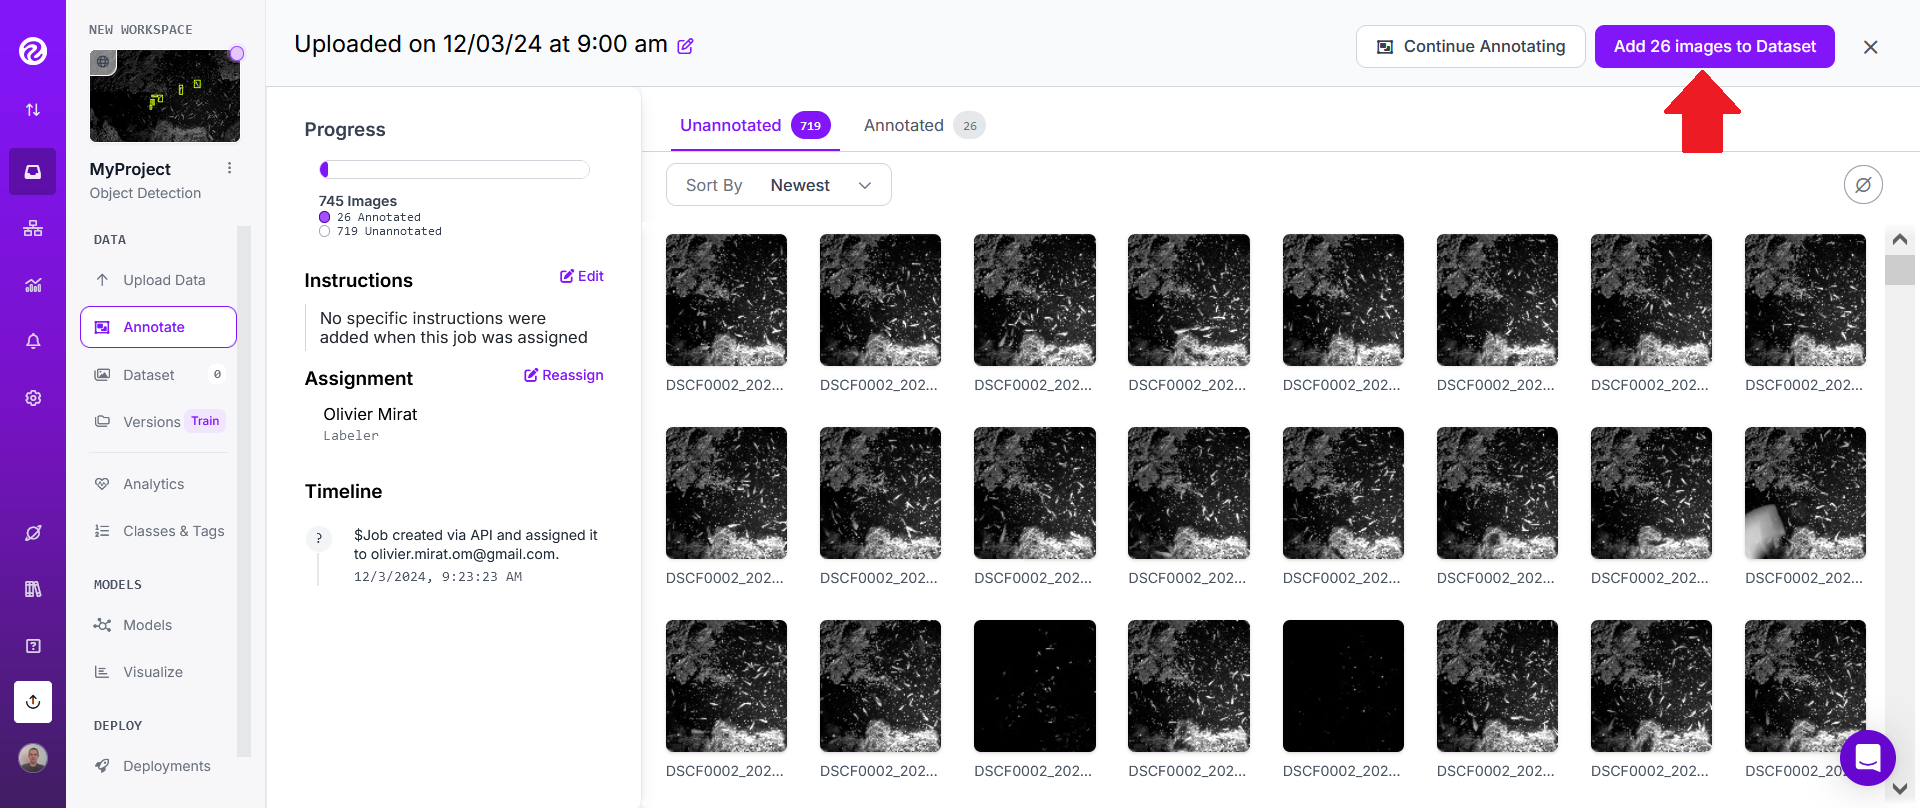 NEW WORKSPACE
MyProject
Object Detection
DATA
Upload Data
Annotate
Dataset 0
Versions Train
Analytics
Classes & Tags
MODELS
Models
Visualize
DEPLOY
Deployments
Uploaded on 12/03/24 at 9:00 am
Continue Annotating
Add 26 images to Dataset
Progress
745 Images
26 Annotated
719 Unannotated
Instructions
Edit
No specific instructions were
added when this job was assigned
Assignment
Reassign
Olivier Mirat
Labeler
Timeline
?
$Job created via API and assigned it
to olivier.mirat.om@gmail.com.
12/3/2024, 9:23:23 AM
Unannotated 719
Annotated 26
Sort By Newest
DSCF0002_202... DSCF0002_202... DSCF0002_202... DSCF0002_202... DSCF0002_202... DSCF0002_202... DSCF0002_202... DSCF0002_202...
DSCF0002_202... DSCF0002_202... DSCF0002_202... DSCF0002_202... DSCF0002_202... DSCF0002_202... DSCF0002_202... DSCF0002_202...
DSCF0002_202... DSCF0002_202... DSCF0002_202... DSCF0002_202... DSCF0002_202... DSCF0002_202... DSCF0002_202... DSCF0002_20